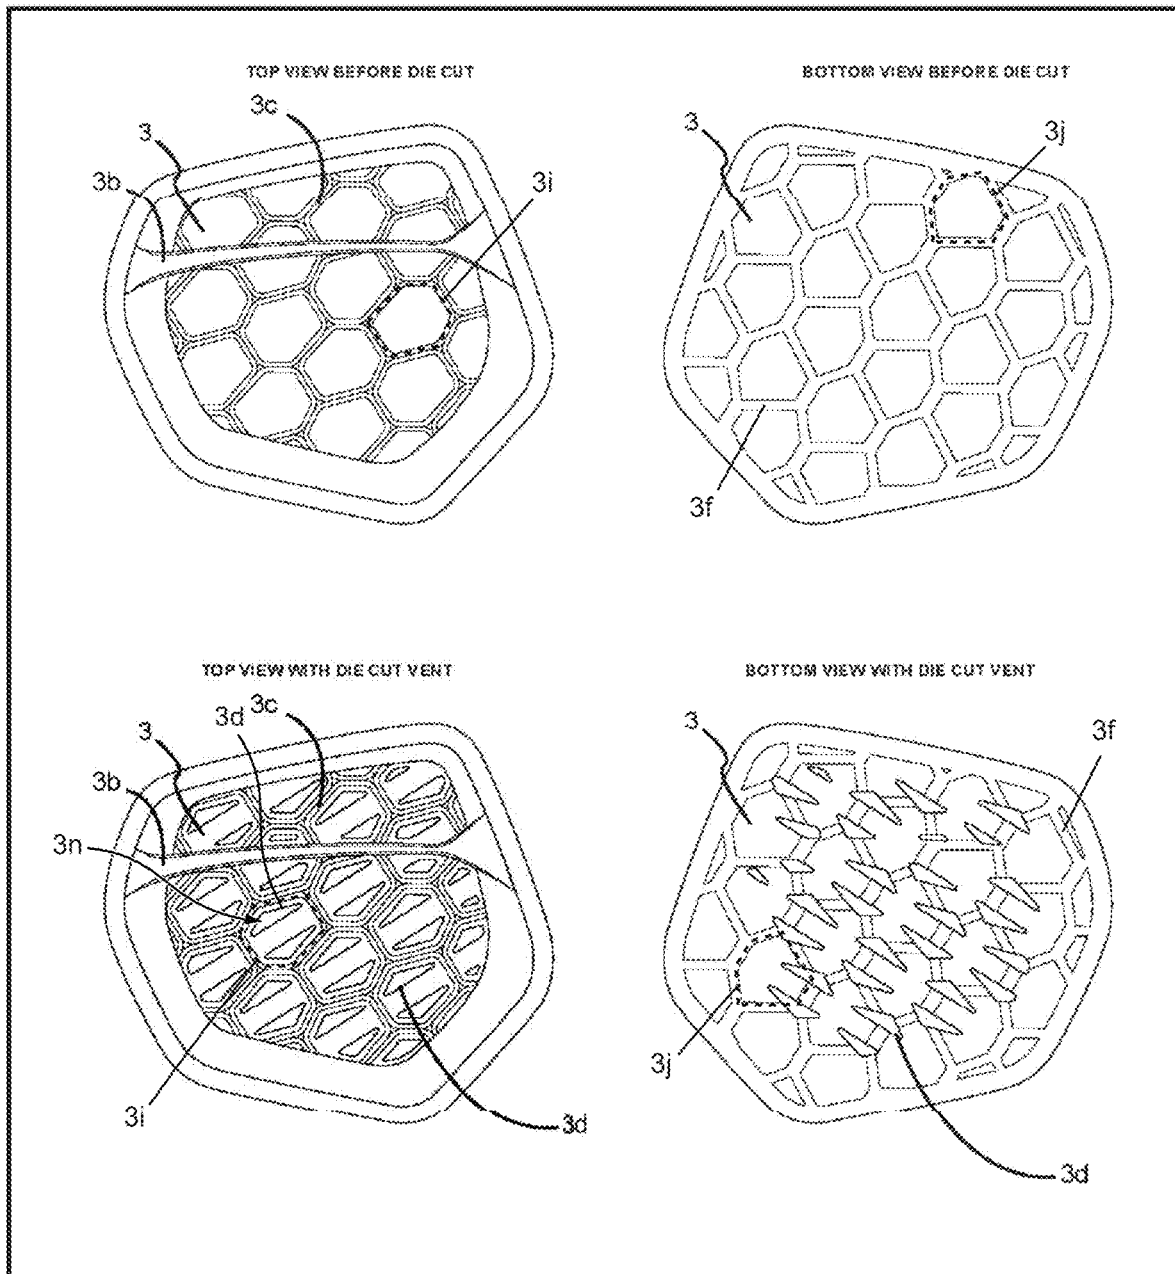 TOP VIEW BEFORE DIE CUT
3c
3
3b
3i
BOTTOM VIEW BEFORE DIE CUT
3
3j
3f
TOP VIEW WITH DIE CUT VENT
3d
3c
3
3b
3n
3i
3d
BOTTOM VIEW WITH DIE CUT VENT
3
3f
3j
3d